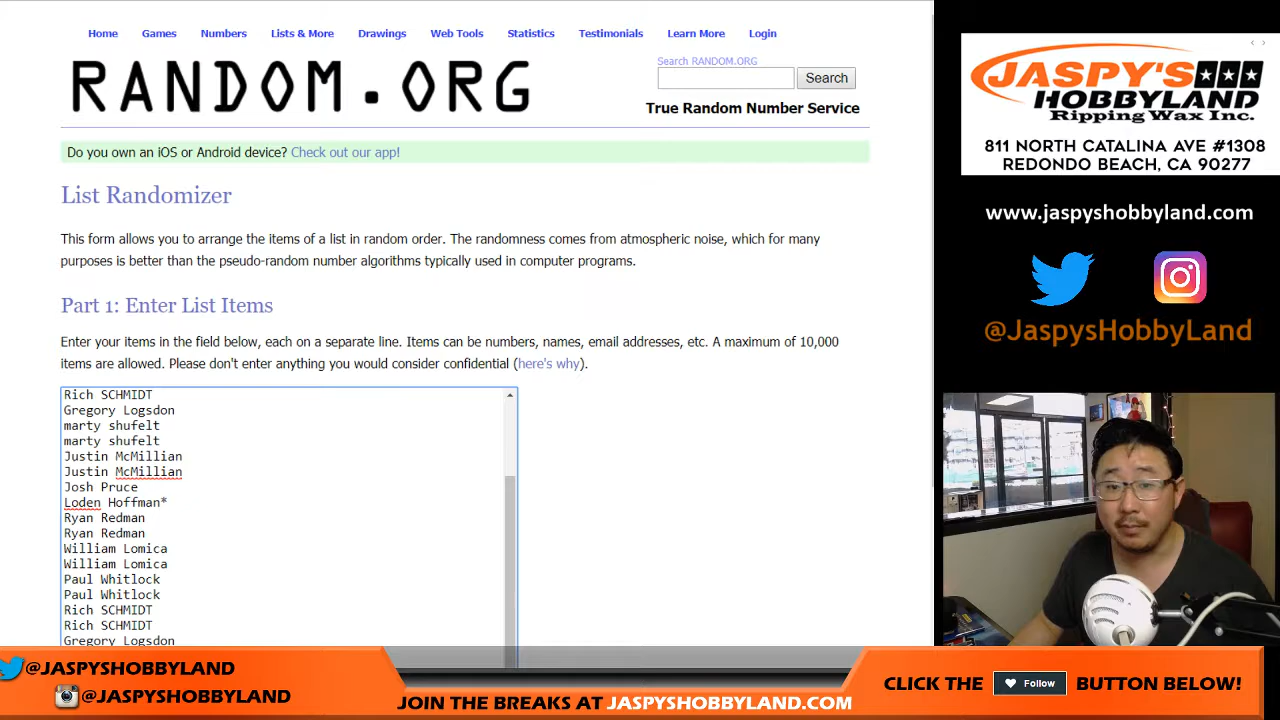 Home Games Numbers Lists & More Drawings Web Tools Statistics Testimonials Learn More Login
RANDOM.ORG
Search RANDOM.ORG
Search
True Random Number Service
Do you own an iOS or Android device? Check out our app!
List Randomizer
This form allows you to arrange the items of a list in random order. The randomness comes from atmospheric noise, which for many
purposes is better than the pseudo-random number algorithms typically used in computer programs.
Part 1: Enter List Items
Enter your items in the field below, each on a separate line. Items can be numbers, names, email addresses, etc. A maximum of 10,000
items are allowed. Please don't enter anything you would consider confidential (here's why).
Rich SCHMIDT
Gregory Logsdon
marty shufelt
marty shufelt
Justin McMillian
Justin McMillian
Josh Pruce
Loden Hoffman*
Ryan Redman
Ryan Redman
William Lomica
William Lomica
Paul Whitlock
Paul Whitlock
Rich SCHMIDT
Rich SCHMIDT
Gregory Logsdon
JASPY'S
HOBBYLAND
Ripping Wax Inc.
811 NORTH CATALINA AVE #1308
REDONDO BEACH, CA 90277
www.jaspyshobbyland.com
@JaspysHobbyLand
@JASPYSHOBBYLAND
@JASPYSHOBBYLAND
JOIN THE BREAKS AT JASPYSHOBBYLAND.COM
CLICK THE Follow BUTTON BELOW!